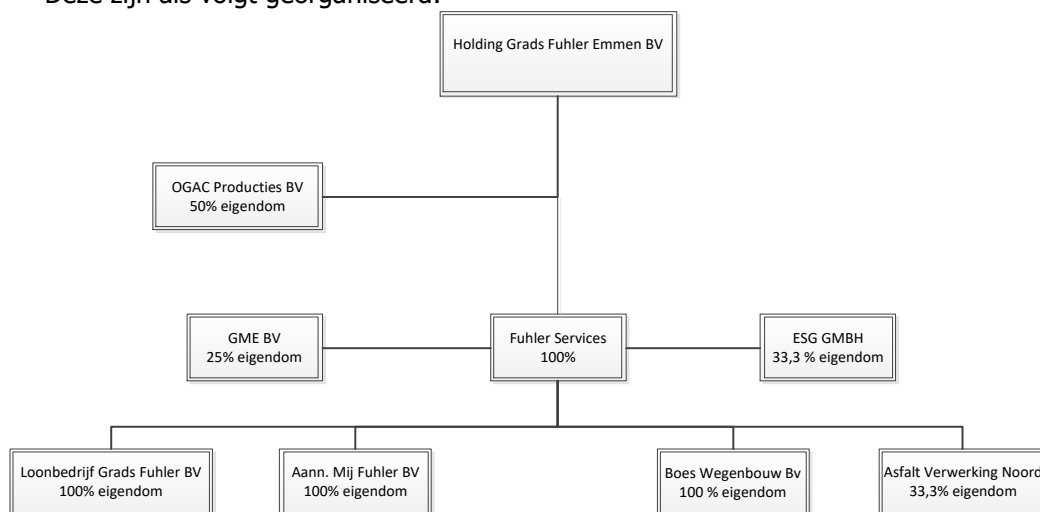 Deze zijn als volgt georganiseerd:
Holding Grads Fuhler Emmen BV
OGAC Producties BV
50% eigendom
GME BV
25% eigendom
Fuhler Services
100%
ESG GMBH
33,3 % eigendom
Loonbedrijf Grads Fuhler BV
100% eigendom
Aann. Mij Fuhler BV
100% eigendom
Boes Wegenbouw Bv
100 % eigendom
Asfalt Verwerking Noord
33,3% eigendom